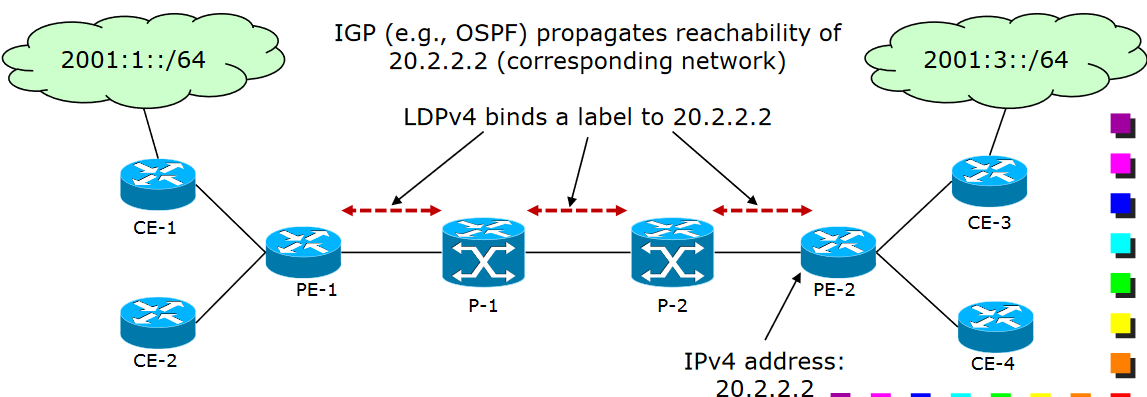 IGP (e.g., OSPF) propagates reachability of
20.2.2.2 (corresponding network)
2001:1::/64
2001:3::/64
LDPv4 binds a label to 20.2.2.2
CE-1
CE-3
PE-1
P-1
P-2
PE-2
CE-2
CE-4
IPv4 address:
20.2.2.2